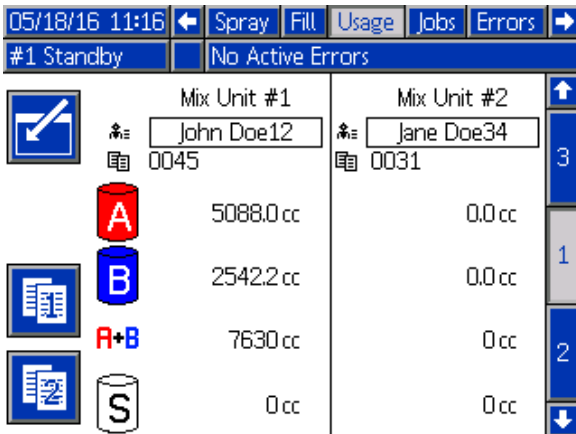 05/18/16 11:16 Spray Fill Usage Jobs Errors
#1 Standby No Active Errors
Mix Unit #1 Mix Unit #2
John Doe12 Jane Doe34
0045 0031
3
A 5088.0 cc 0.0 cc
1
B 2542.2 cc 0.0 cc
1
A+B 7630 cc 0 cc
2
2
S 0 cc 0 cc